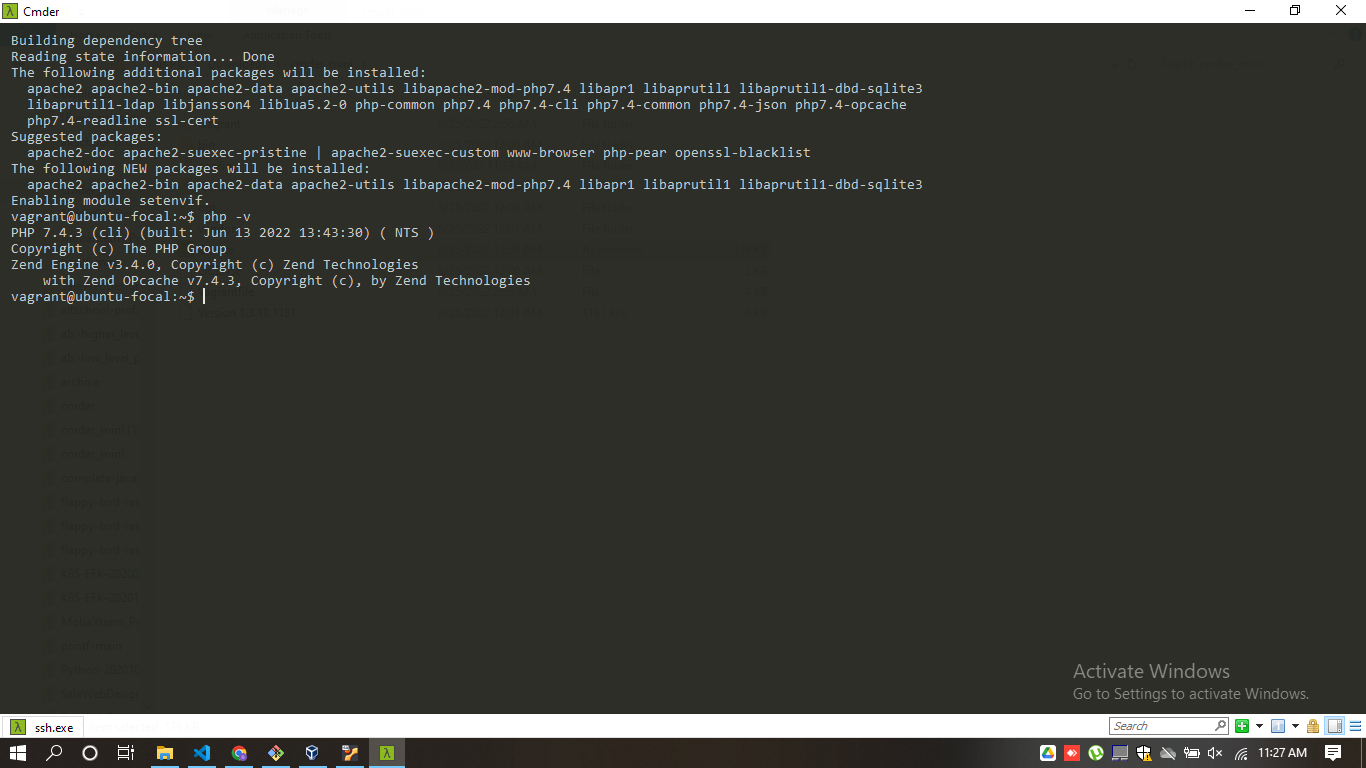 Cmder
Building dependency tree
Reading state information... Done
The following additional packages will be installed:
  apache2 apache2-bin apache2-data apache2-utils libapache2-mod-php7.4 libapr1 libaprutil1 libaprutil1-dbd-sqlite3
  libaprutil1-ldap libjansson4 liblua5.2-0 php-common php7.4 php7.4-cli php7.4-common php7.4-json php7.4-opcache
  php7.4-readline ssl-cert
Suggested packages:
  apache2-doc apache2-suexec-pristine | apache2-suexec-custom www-browser php-pear openssl-blacklist
The following NEW packages will be installed:
  apache2 apache2-bin apache2-data apache2-utils libapache2-mod-php7.4 libapr1 libaprutil1 libaprutil1-dbd-sqlite3
Enabling module setenvif.
vagrant@ubuntu-focal:~$ php -v
PHP 7.4.3 (cli) (built: Jun 13 2022 13:43:30) ( NTS )
Copyright (c) The PHP Group
Zend Engine v3.4.0, Copyright (c) Zend Technologies
    with Zend OPcache v7.4.3, Copyright (c), by Zend Technologies
vagrant@ubuntu-focal:~$
Activate Windows
Go to Settings to activate Windows.
ssh.exe
Search
11:27 AM